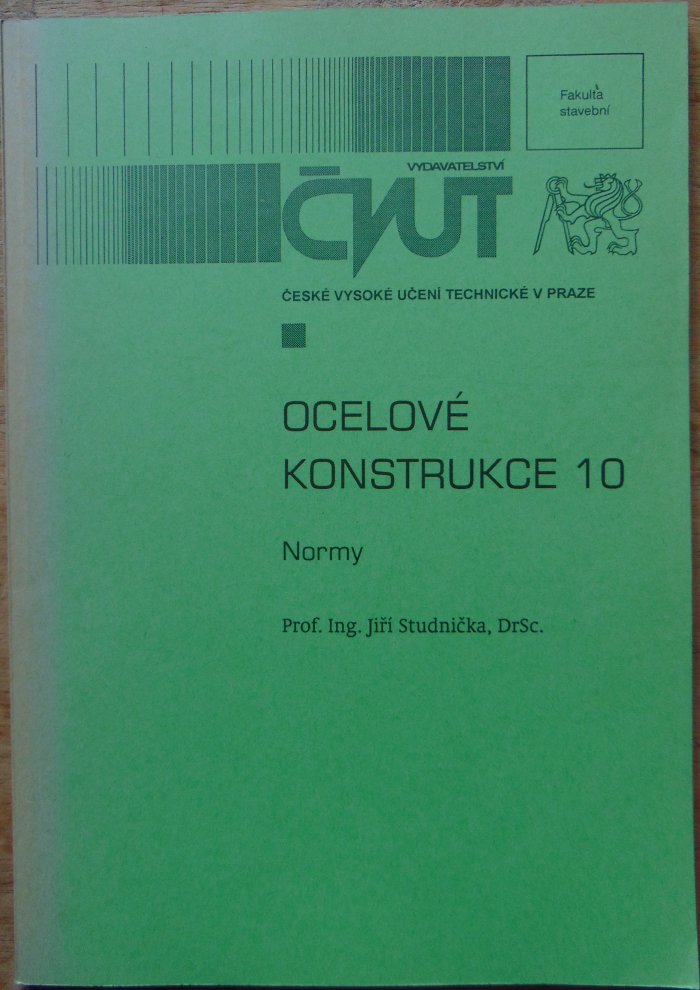 Fakulta
stavební
VYDAVATELSTVÍ
ČVUT
ČESKÉ VYSOKÉ UČENÍ TECHNICKÉ V PRAZE
OCELOVÉ
KONSTRUKCE 10
Normy
Prof. Ing. Jiří Studnička, DrSc.